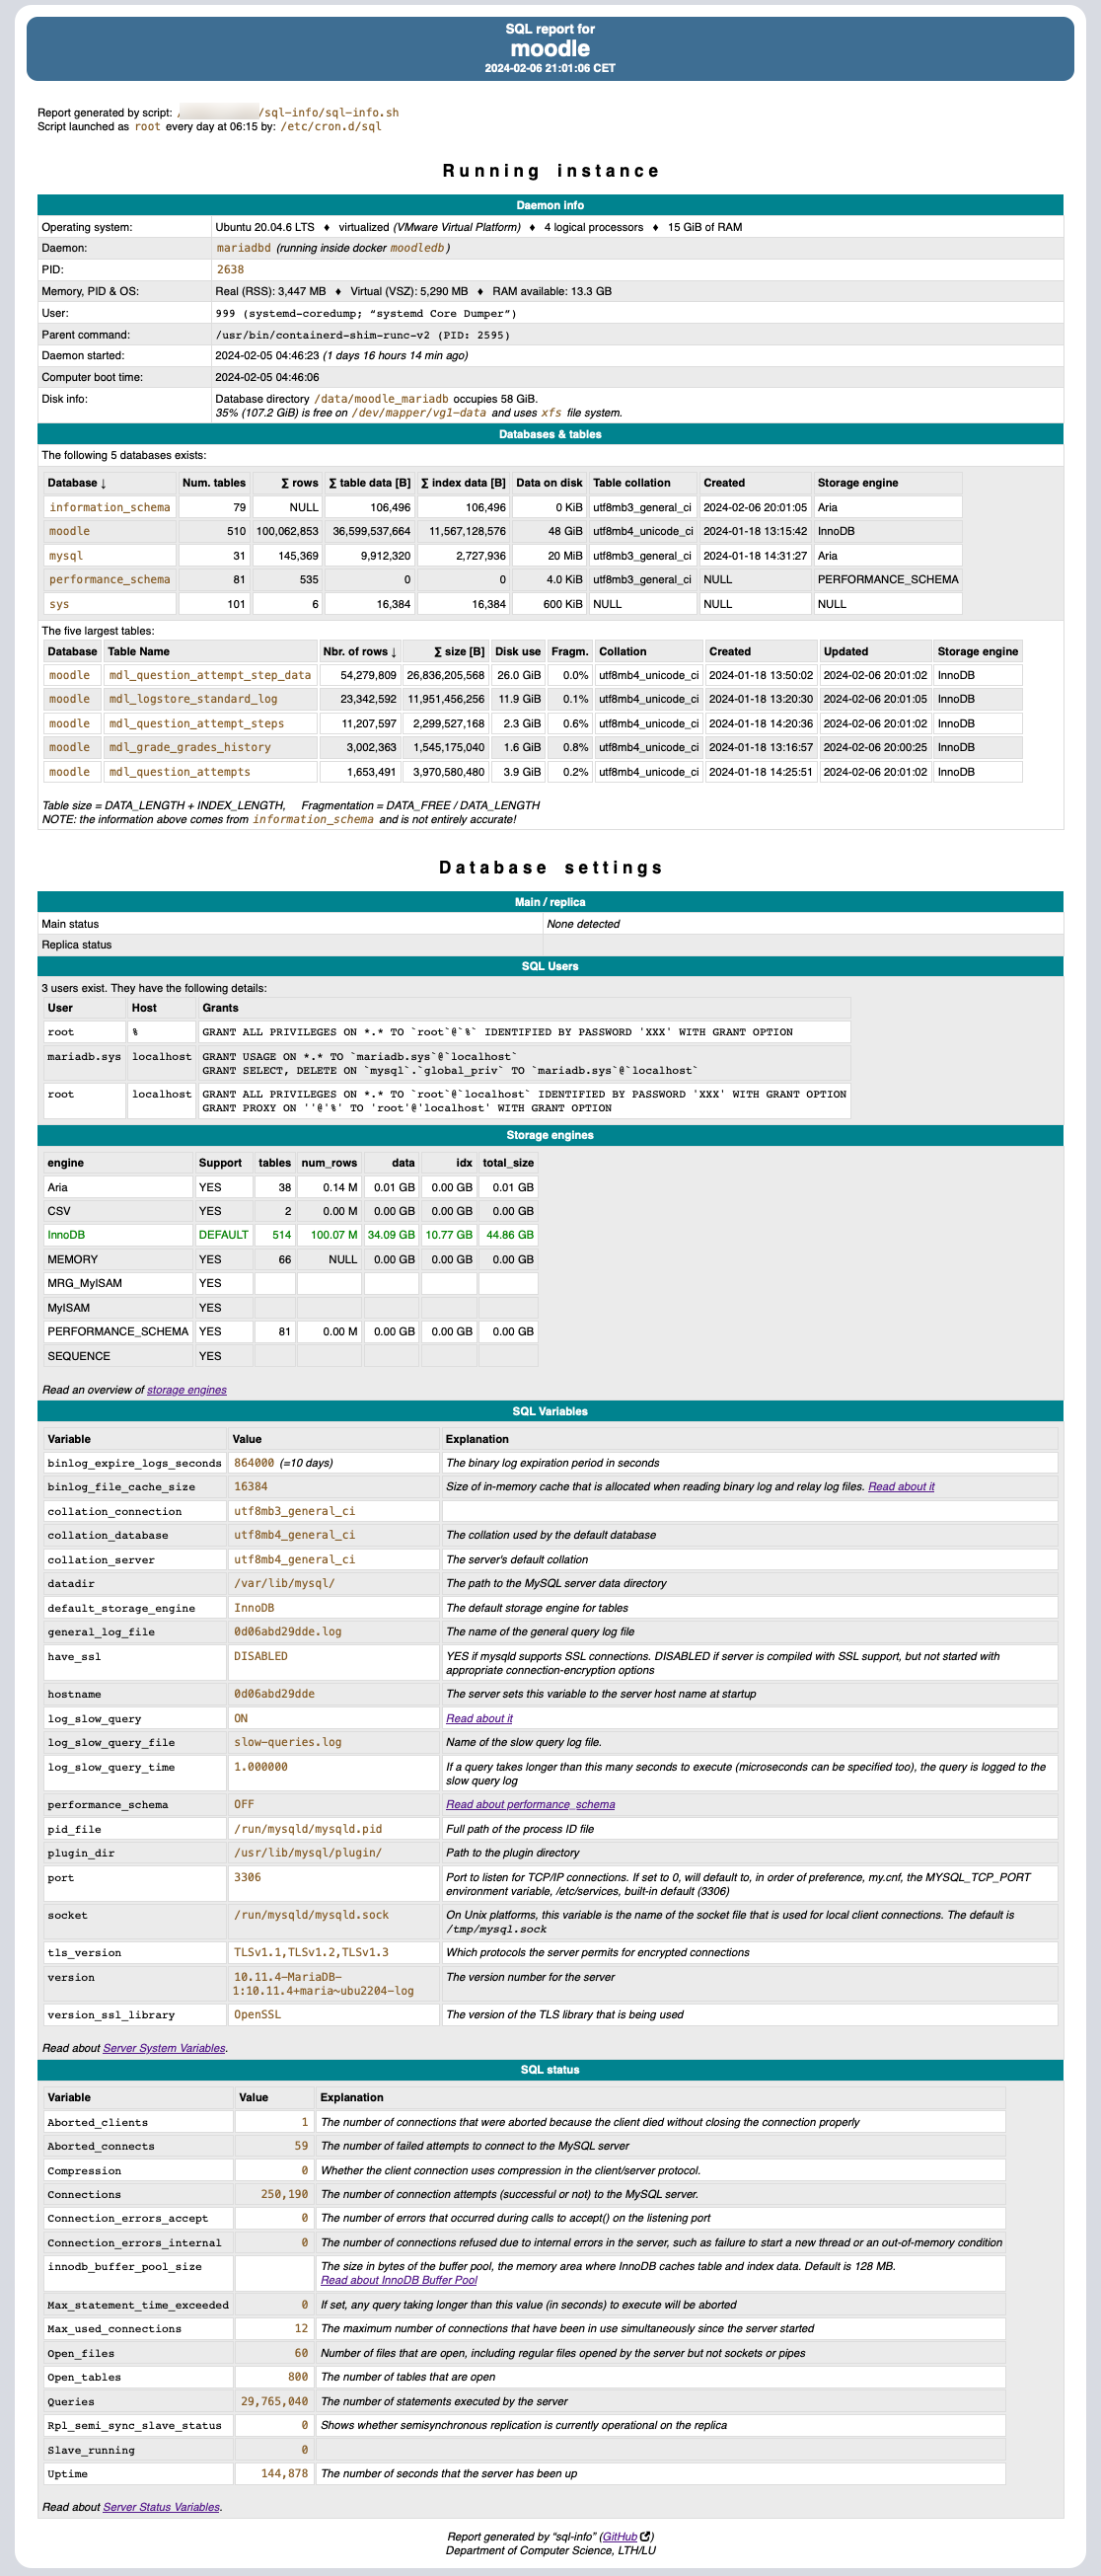 SQL report for
moodle
2024-02-06 21:01:06 CET
Report generated by script: /sql-info/sql-info.sh
Script launched as root every day at 06:15 by: /etc/cron.d/sql
Running instance
Daemon info
Operating system: Ubuntu 20.04.6 LTS ♦ virtualized (VMware Virtual Platform) ♦ 4 logical processors ♦ 15 GiB of RAM
Daemon: mariadbd (running inside docker moodledb)
PID: 2638
Memory, PID & OS: Real (RSS): 3,447 MB ♦ Virtual (VSZ): 5,290 MB ♦ RAM available: 13.3 GB
User: 999 (systemd-coredump; “systemd Core Dumper”)
Parent command: /usr/bin/containerd-shim-runc-v2 (PID: 2595)
Daemon started: 2024-02-05 04:46:23 (1 days 16 hours 14 min ago)
Computer boot time: 2024-02-05 04:46:06
Disk info: Database directory /data/moodle_mariadb occupies 58 GiB.
35% (107.2 GiB) is free on /dev/mapper/vg1-data and uses xfs file system.
Databases & tables
The following 5 databases exists:
Database ↓ Num. tables ∑ rows ∑ table data [B] ∑ index data [B] Data on disk Table collation Created Storage engine
information_schema 79 NULL 106,496 106,496 0 KiB utf8mb3_general_ci 2024-02-06 20:01:05 Aria
moodle 510 100,062,853 36,599,537,664 11,567,128,576 48 GiB utf8mb4_unicode_ci 2024-01-18 13:15:42 InnoDB
mysql 31 145,369 9,912,320 2,727,936 20 MiB utf8mb3_general_ci 2024-01-18 14:31:27 Aria
performance_schema 81 535 0 0 4.0 KiB utf8mb3_general_ci NULL PERFORMANCE_SCHEMA
sys 101 6 16,384 16,384 600 KiB NULL NULL NULL
The five largest tables:
Database Table Name Nbr. of rows ↓ ∑ size [B] Disk use Fragm. Collation Created Updated Storage engine
moodle mdl_question_attempt_step_data 54,279,809 26,836,205,568 26.0 GiB 0.0% utf8mb4_unicode_ci 2024-01-18 13:50:02 2024-02-06 20:01:02 InnoDB
moodle mdl_logstore_standard_log 23,342,592 11,951,456,256 11.9 GiB 0.1% utf8mb4_unicode_ci 2024-01-18 13:20:30 2024-02-06 20:01:05 InnoDB
moodle mdl_question_attempt_steps 11,207,597 2,299,527,168 2.3 GiB 0.6% utf8mb4_unicode_ci 2024-01-18 14:20:36 2024-02-06 20:01:02 InnoDB
moodle mdl_grade_grades_history 3,002,363 1,545,175,040 1.6 GiB 0.8% utf8mb4_unicode_ci 2024-01-18 13:16:57 2024-02-06 20:00:25 InnoDB
moodle mdl_question_attempts 1,653,491 3,970,580,480 3.9 GiB 0.2% utf8mb4_unicode_ci 2024-01-18 14:25:51 2024-02-06 20:01:02 InnoDB
Table size = DATA_LENGTH + INDEX_LENGTH, Fragmentation = DATA_FREE / DATA_LENGTH
NOTE: the information above comes from information_schema and is not entirely accurate!
Database settings
Main / replica
Main status None detected
Replica status
SQL Users
3 users exist. They have the following details:
User Host Grants
root % GRANT ALL PRIVILEGES ON *.* TO `root`@`%` IDENTIFIED BY PASSWORD 'XXX' WITH GRANT OPTION
mariadb.sys localhost GRANT USAGE ON *.* TO `mariadb.sys`@`localhost`
GRANT SELECT, DELETE ON `mysql`.`global_priv` TO `mariadb.sys`@`localhost`
root localhost GRANT ALL PRIVILEGES ON *.* TO `root`@`localhost` IDENTIFIED BY PASSWORD 'XXX' WITH GRANT OPTION
GRANT PROXY ON ''@'%' TO 'root'@'localhost' WITH GRANT OPTION
Storage engines
engine Support tables num_rows data idx total_size
Aria YES 38 0.14 M 0.01 GB 0.00 GB 0.01 GB
CSV YES 2 0.00 M 0.00 GB 0.00 GB 0.00 GB
InnoDB DEFAULT 514 100.07 M 34.09 GB 10.77 GB 44.86 GB
MEMORY YES 66 NULL 0.00 GB 0.00 GB 0.00 GB
MRG_MyISAM YES
MyISAM YES
PERFORMANCE_SCHEMA YES 81 0.00 M 0.00 GB 0.00 GB 0.00 GB
SEQUENCE YES
Read an overview of storage engines
SQL Variables
Variable Value Explanation
binlog_expire_logs_seconds 864000 (=10 days) The binary log expiration period in seconds
binlog_file_cache_size 16384 Size of in-memory cache that is allocated when reading binary log and relay log files. Read about it
collation_connection utf8mb3_general_ci
collation_database utf8mb4_general_ci The collation used by the default database
collation_server utf8mb4_general_ci The server's default collation
datadir /var/lib/mysql/ The path to the MySQL server data directory
default_storage_engine InnoDB The default storage engine for tables
general_log_file 0d06abd29dde.log The name of the general query log file
have_ssl DISABLED YES if mysqld supports SSL connections. DISABLED if server is compiled with SSL support, but not started with
appropriate connection-encryption options
hostname 0d06abd29dde The server sets this variable to the server host name at startup
log_slow_query ON Read about it
log_slow_query_file slow-queries.log Name of the slow query log file.
log_slow_query_time 1.000000 If a query takes longer than this many seconds to execute (microseconds can be specified too), the query is logged to the
slow query log
performance_schema OFF Read about performance_schema
pid_file /run/mysqld/mysqld.pid Full path of the process ID file
plugin_dir /usr/lib/mysql/plugin/ Path to the plugin directory
port 3306 Port to listen for TCP/IP connections. If set to 0, will default to, in order of preference, my.cnf, the MYSQL_TCP_PORT
environment variable, /etc/services, built-in default (3306)
socket /run/mysqld/mysqld.sock On Unix platforms, this variable is the name of the socket file that is used for local client connections. The default is
/tmp/mysql.sock
tls_version TLSv1.1,TLSv1.2,TLSv1.3 Which protocols the server permits for encrypted connections
version 10.11.4-MariaDB- The version number for the server
1:10.11.4+maria~ubu2204-log
version_ssl_library OpenSSL The version of the TLS library that is being used
Read about Server System Variables.
SQL status
Variable Value Explanation
Aborted_clients 1 The number of connections that were aborted because the client died without closing the connection properly
Aborted_connects 59 The number of failed attempts to connect to the MySQL server
Compression 0 Whether the client connection uses compression in the client/server protocol.
Connections 250,190 The number of connection attempts (successful or not) to the MySQL server.
Connection_errors_accept 0 The number of errors that occurred during calls to accept() on the listening port
Connection_errors_internal 0 The number of connections refused due to internal errors in the server, such as failure to start a new thread or an out-of-memory condition
innodb_buffer_pool_size The size in bytes of the buffer pool, the memory area where InnoDB caches table and index data. Default is 128 MB.
Read about InnoDB Buffer Pool
Max_statement_time_exceeded 0 If set, any query taking longer than this value (in seconds) to execute will be aborted
Max_used_connections 12 The maximum number of connections that have been in use simultaneously since the server started
Open_files 60 Number of files that are open, including regular files opened by the server but not sockets or pipes
Open_tables 800 The number of tables that are open
Queries 29,765,040 The number of statements executed by the server
Rpl_semi_sync_slave_status 0 Shows whether semisynchronous replication is currently operational on the replica
Slave_running 0
Uptime 144,878 The number of seconds that the server has been up
Read about Server Status Variables.
Report generated by “sql-info” (GitHub)
Department of Computer Science, LTH/LU